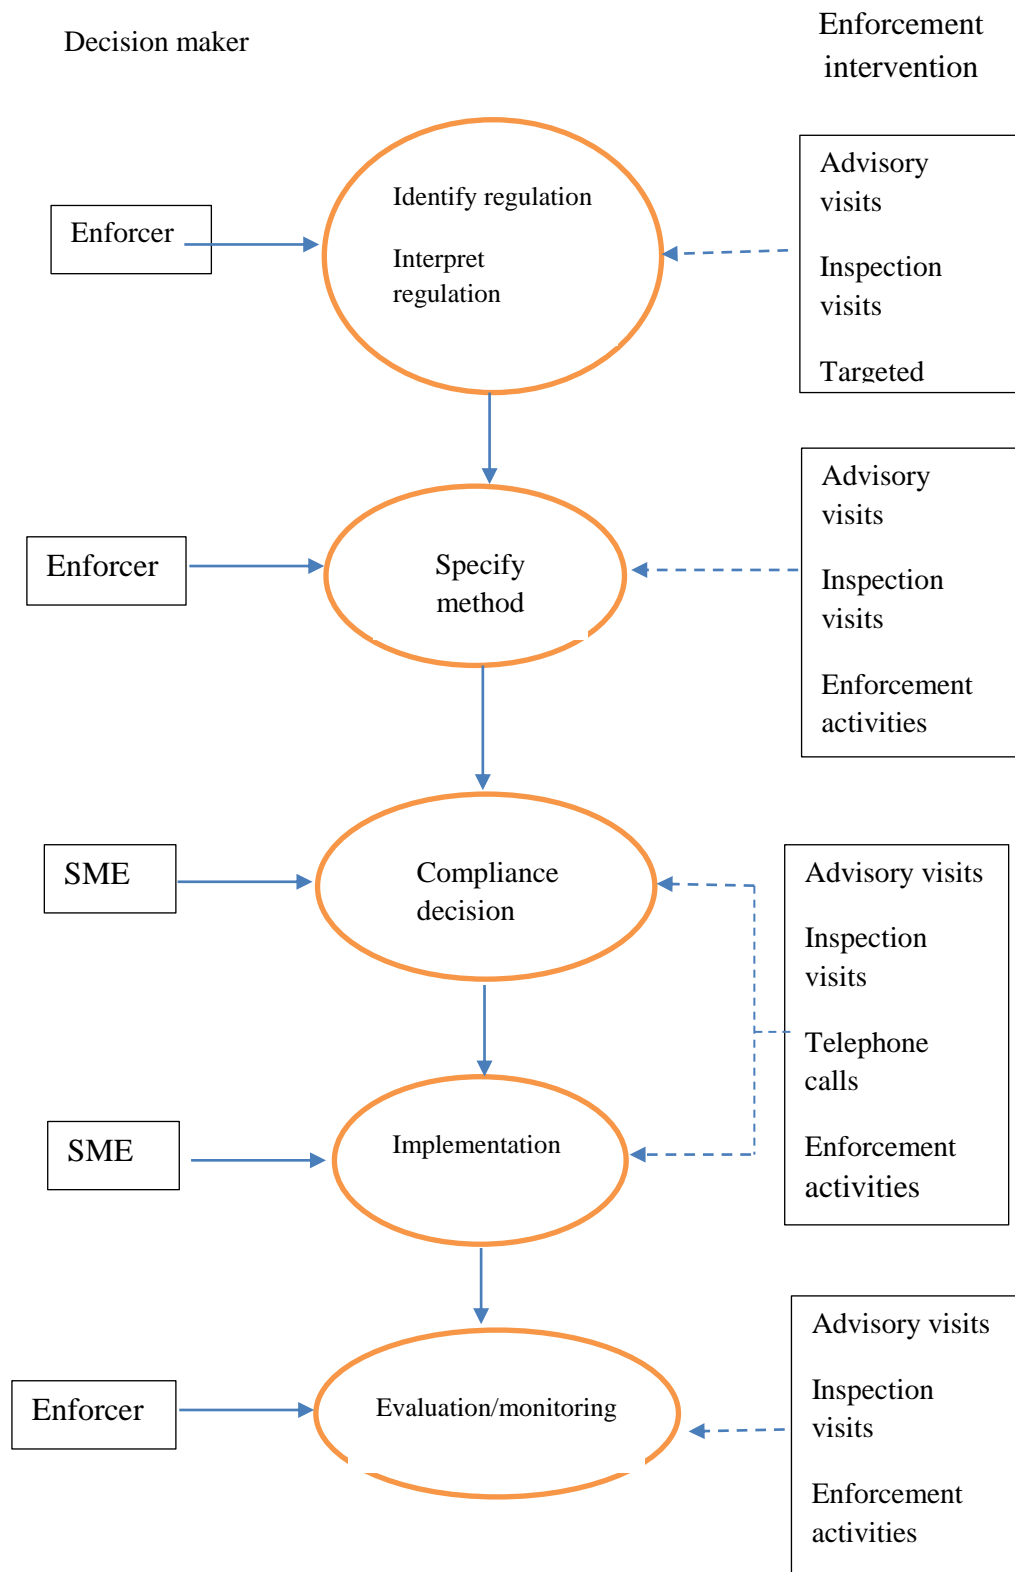 Decision maker
Enforcement
intervention
Enforcer
Identify regulation
Interpret
regulation
Advisory
visits
Inspection
visits
Targeted
Enforcer
Specify
method
Advisory
visits
Inspection
visits
Enforcement
activities
SME
Compliance
decision
Advisory visits
Inspection
visits
Telephone
calls
Enforcement
activities
SME
Implementation
Enforcer
Evaluation/monitoring
Advisory visits
Inspection
visits
Enforcement
activities